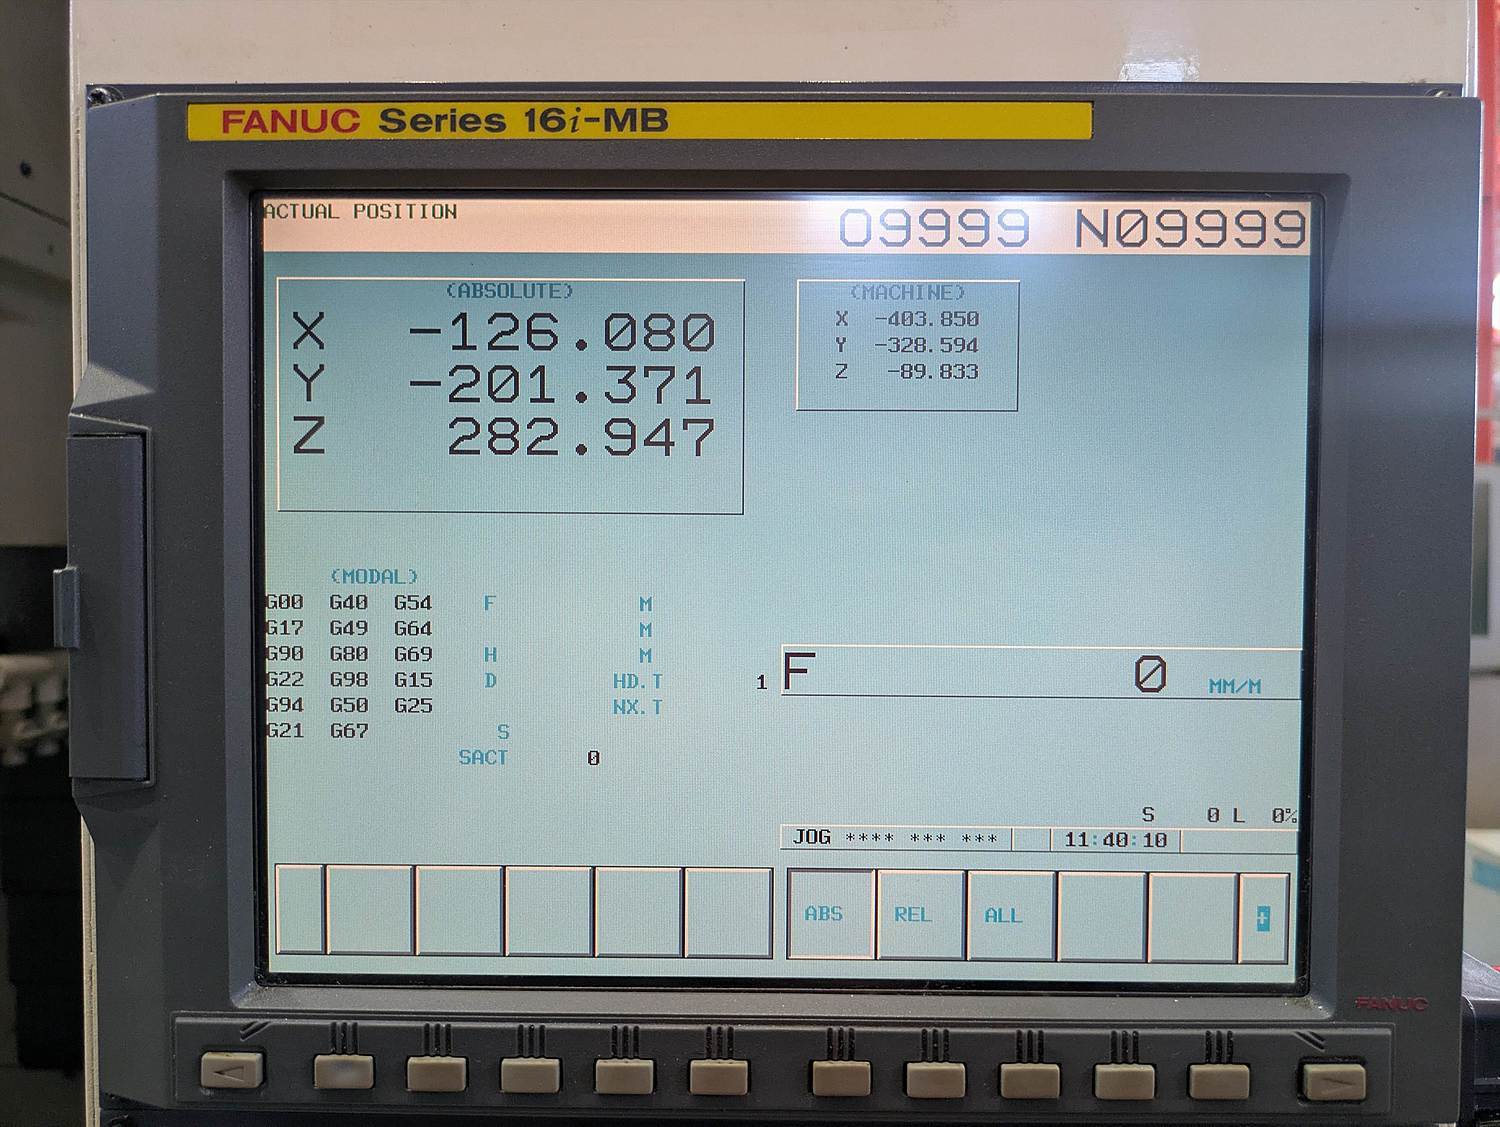 FANUC Series 16i-MB
ACTUAL POSITION O9999 N09999
(ABSOLUTE)
X -126.080
Y -201.371
Z 282.947
(MACHINE)
X -403.850
Y -328.594
Z -89.833
(MODAL)
G00 G40 G54 F M
G17 G49 G64 M
G90 G80 G69 H M
G22 G98 G15 D HD.T
G94 G50 G25 NX.T
G21 G67 S
SACT 0
1 F 0 MM/M
S 0 L 0%
JOG **** *** *** 11:40:10
ABS REL ALL +
FANUC